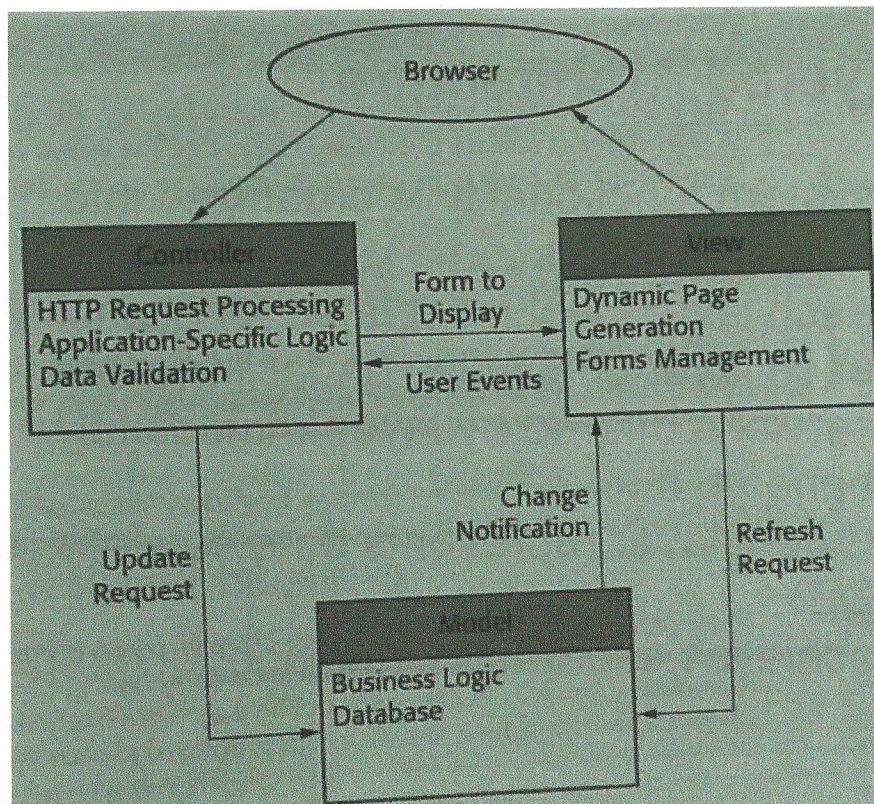 Browser
Controller
HTTP Request Processing
Application-Specific Logic
Data Validation
Form to
Display
User Events
View
Dynamic Page
Generation
Forms Management
Update
Request
Change
Notification
Refresh
Request
Model
Business Logic
Database